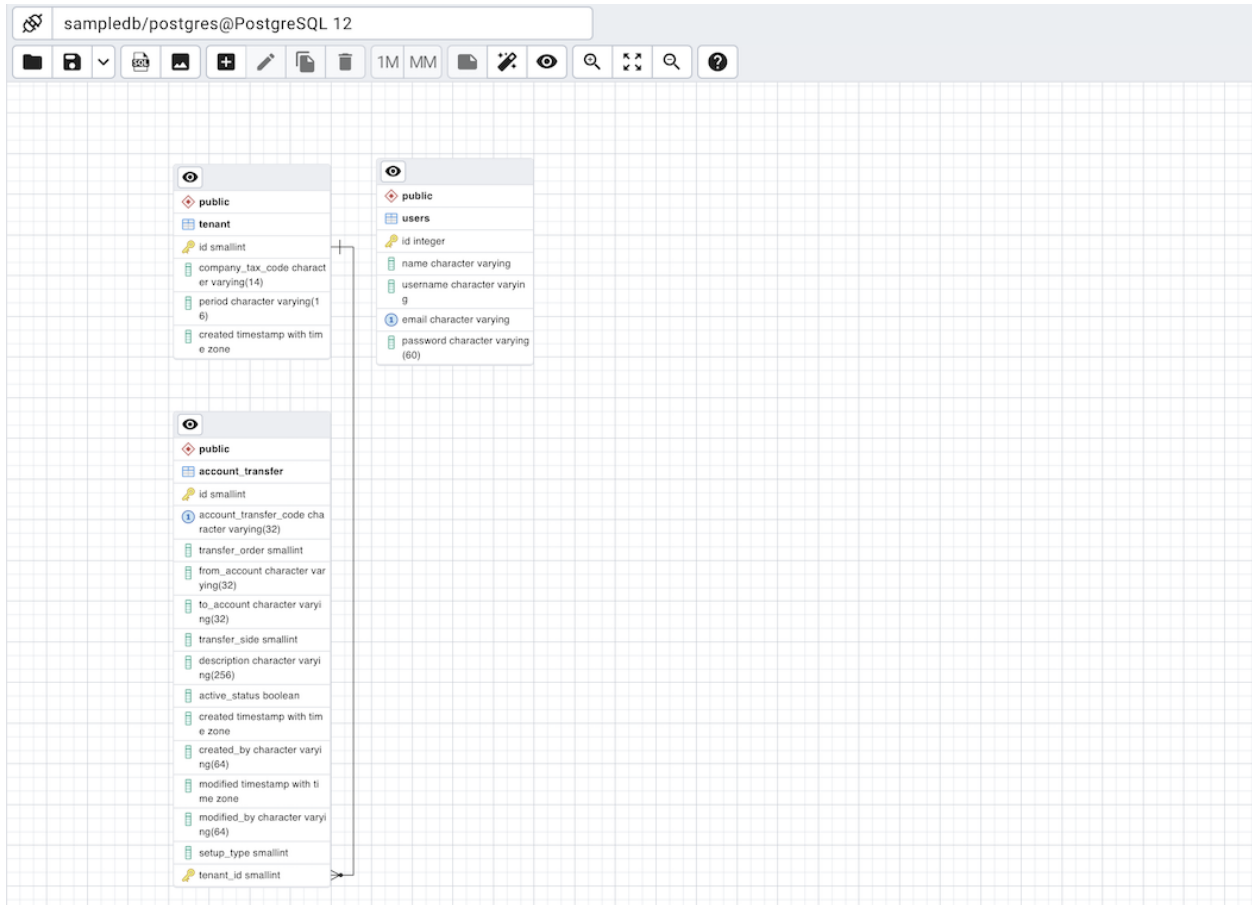 sampledb/postgres@PostgreSQL 12
SQL
1M MM
public
tenant
id smallint
company_tax_code charact
er varying(14)
period character varying(1
6)
created timestamp with tim
e zone
public
users
id integer
name character varying
username character varyin
g
1 email character varying
password character varying
(60)
public
account_transfer
id smallint
1 account_transfer_code cha
racter varying(32)
transfer_order smallint
from_account character var
ying(32)
to_account character varyi
ng(32)
transfer_side smallint
description character varyi
ng(256)
active_status boolean
created timestamp with tim
e zone
created_by character varyi
ng(64)
modified timestamp with ti
me zone
modified_by character varyi
ng(64)
setup_type smallint
tenant_id smallint